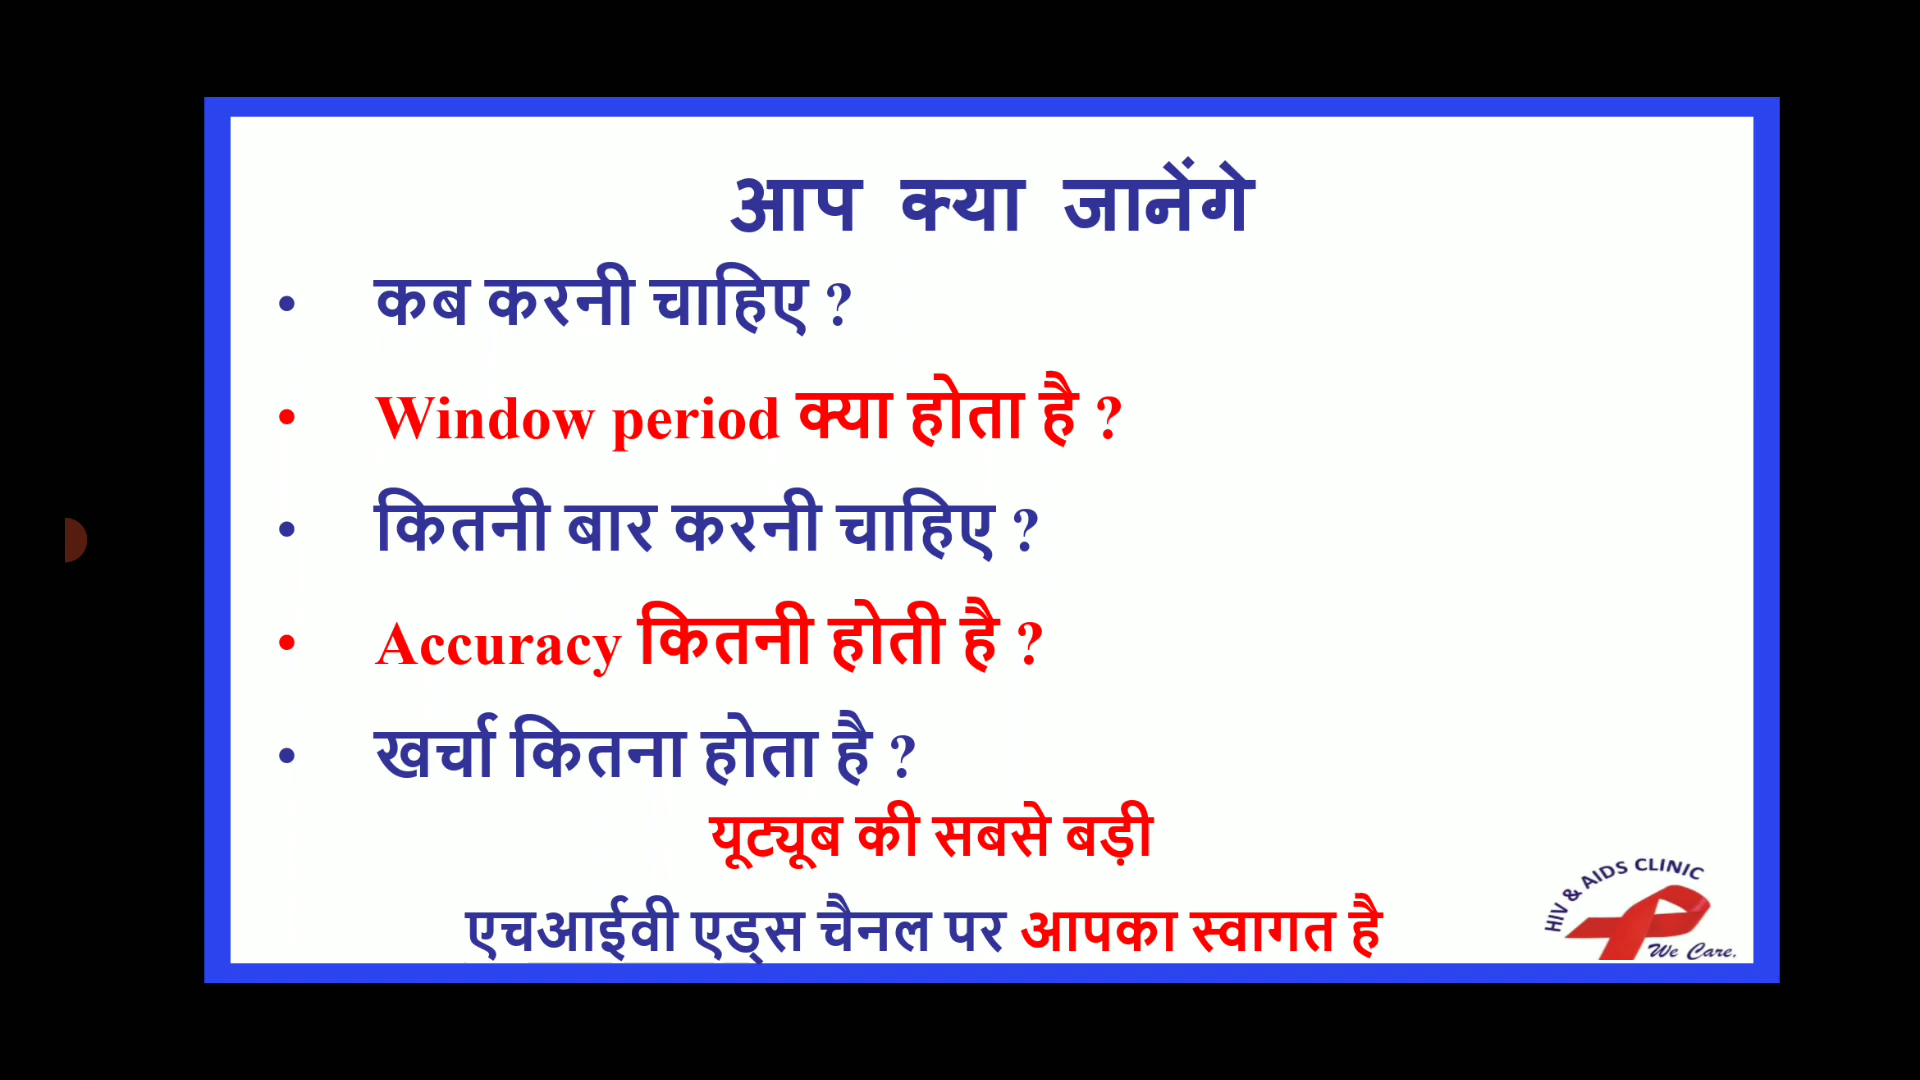 आप क्या जानेंगे
• कब करनी चाहिए ?
• Window period क्या होता है ?
• कितनी बार करनी चाहिए ?
• Accuracy कितनी होती है ?
• खर्चा कितना होता है ?
यूट्यूब की सबसे बड़ी
एचआईवी एड्स चैनल पर आपका स्वागत है
HIV & AIDS CLINIC
We Care.